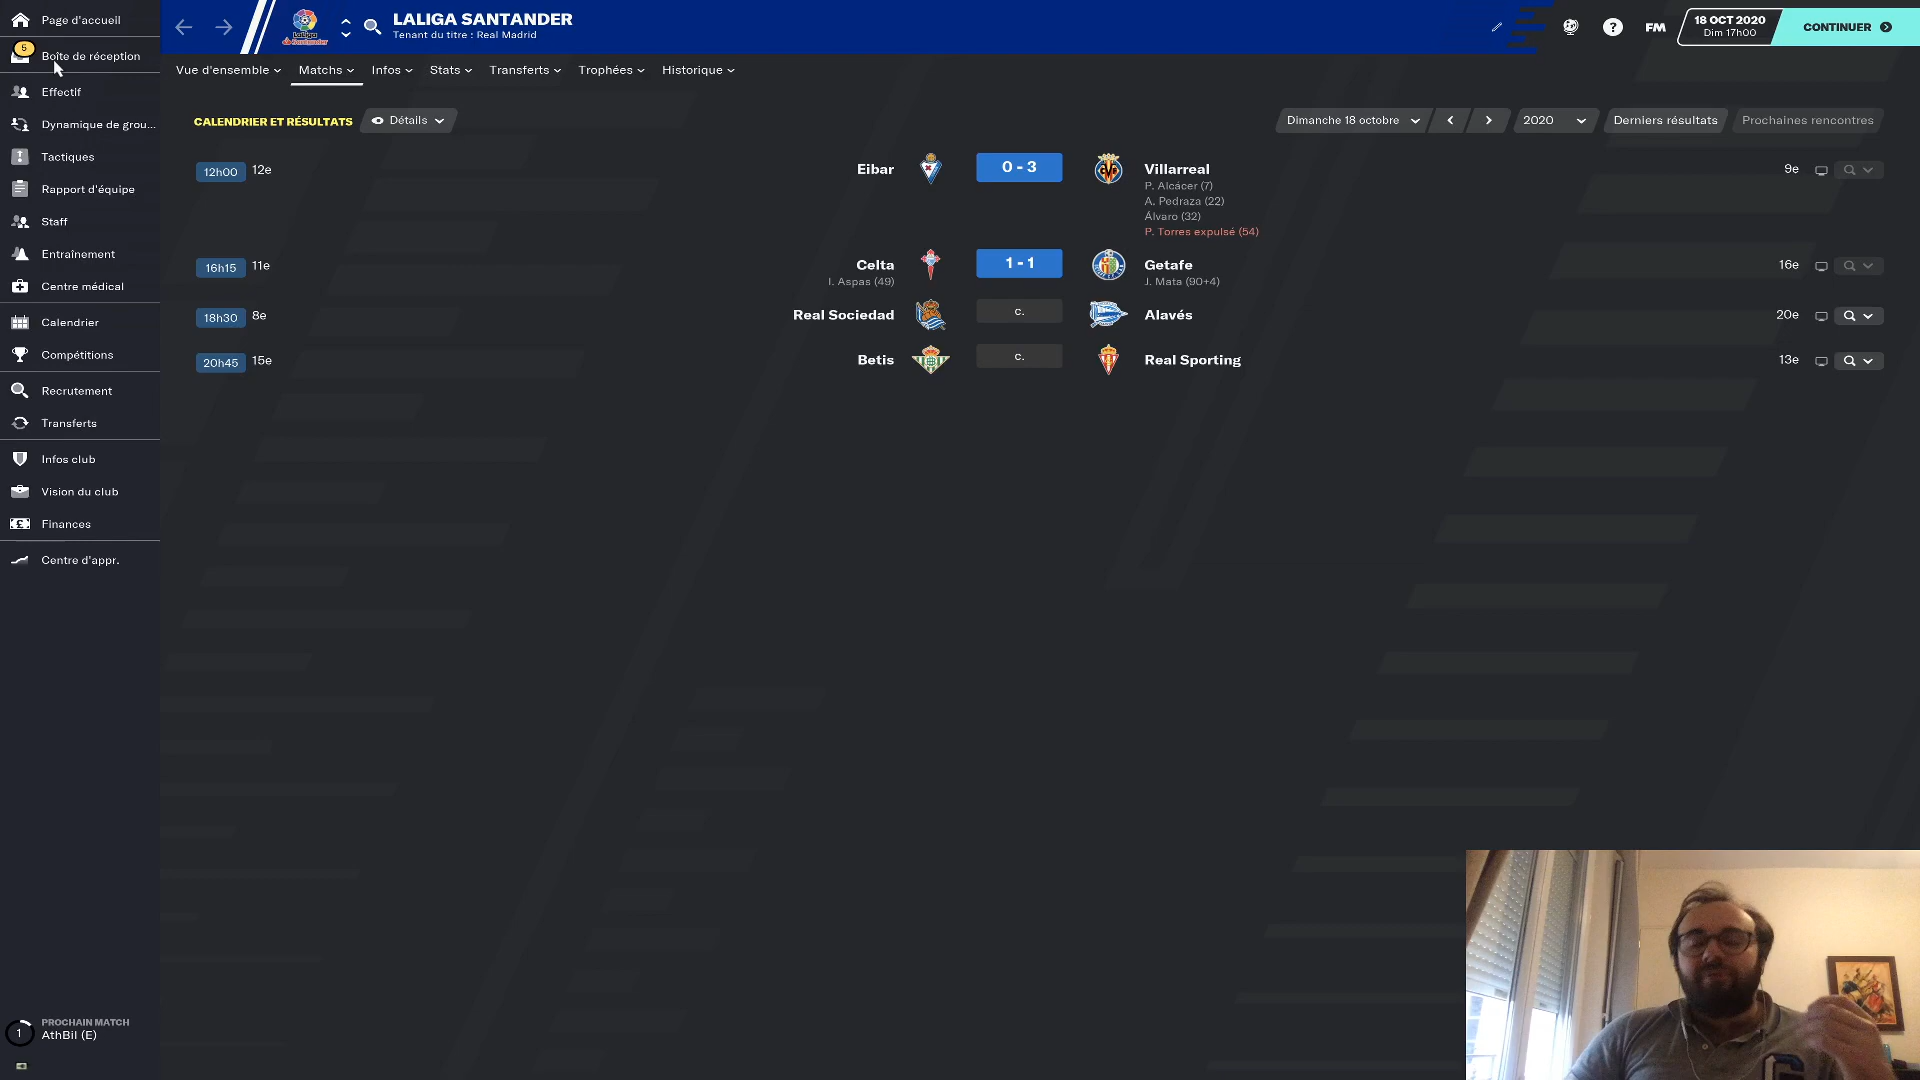 Page d'accueil
5
Boîte de réception
Effectif
Dynamique de grou...
Tactiques
Rapport d'équipe
Staff
Entraînement
Centre médical
Calendrier
Compétitions
Recrutement
Transferts
Infos club
Vision du club
Finances
Centre d'appr.
1
PROCHAIN MATCH
AthBil (E)
LALIGA SANTANDER
Tenant du titre : Real Madrid
?
FM
18 OCT 2020
Dim 17h00
CONTINUER
Vue d'ensemble
Matchs
Infos
Stats
Transferts
Trophées
Historique
CALENDRIER ET RÉSULTATS
Détails
Dimanche 18 octobre
2020
Derniers résultats
Prochaines rencontres
12h00 12e Eibar 0 - 3 Villarreal 9e
P. Alcácer (7)
A. Pedraza (22)
Álvaro (32)
P. Torres expulsé (54)
16h15 11e Celta 1 - 1 Getafe 16e
I. Aspas (49) J. Mata (90+4)
18h30 8e Real Sociedad c. Alavés 20e
20h45 15e Betis c. Real Sporting 13e